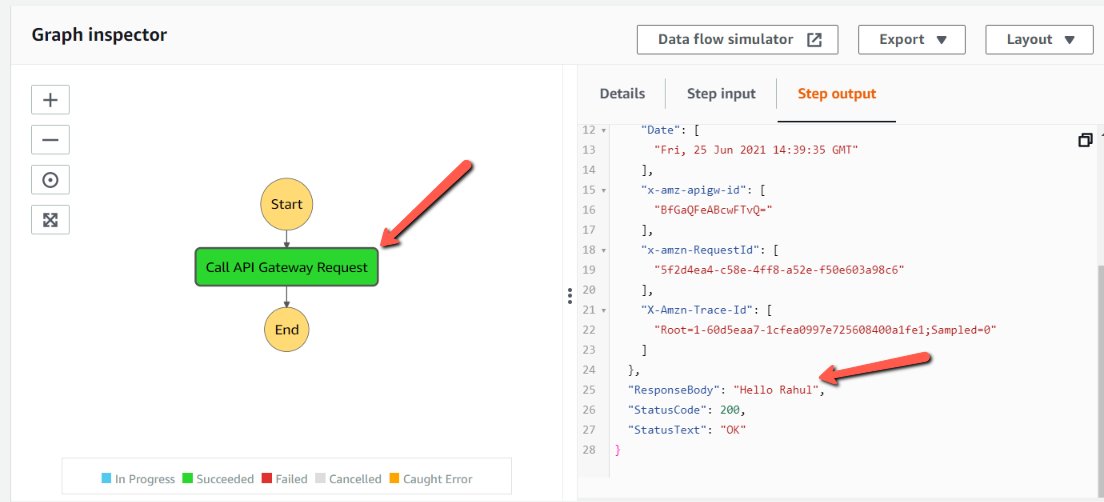 Graph inspector
Data flow simulator
Export
Layout
Start
Call API Gateway Request
End
In Progress
Succeeded
Failed
Cancelled
Caught Error
Details
Step input
Step output
12 "Date": [
13 "Fri, 25 Jun 2021 14:39:35 GMT"
14 ],
15 "x-amz-apigw-id": [
16 "BfGaQFeABcwFTvQ="
17 ],
18 "x-amzn-RequestId": [
19 "5f2d4ea4-c58e-4ff8-a52e-f50e603a98c6"
20 ],
21 "X-Amzn-Trace-Id": [
22 "Root=1-60d5eaa7-1cfea0997e725608400a1fe1;Sampled=0"
23 ]
24 },
25 "ResponseBody": "Hello Rahul",
26 "StatusCode": 200,
27 "StatusText": "OK"
28 }